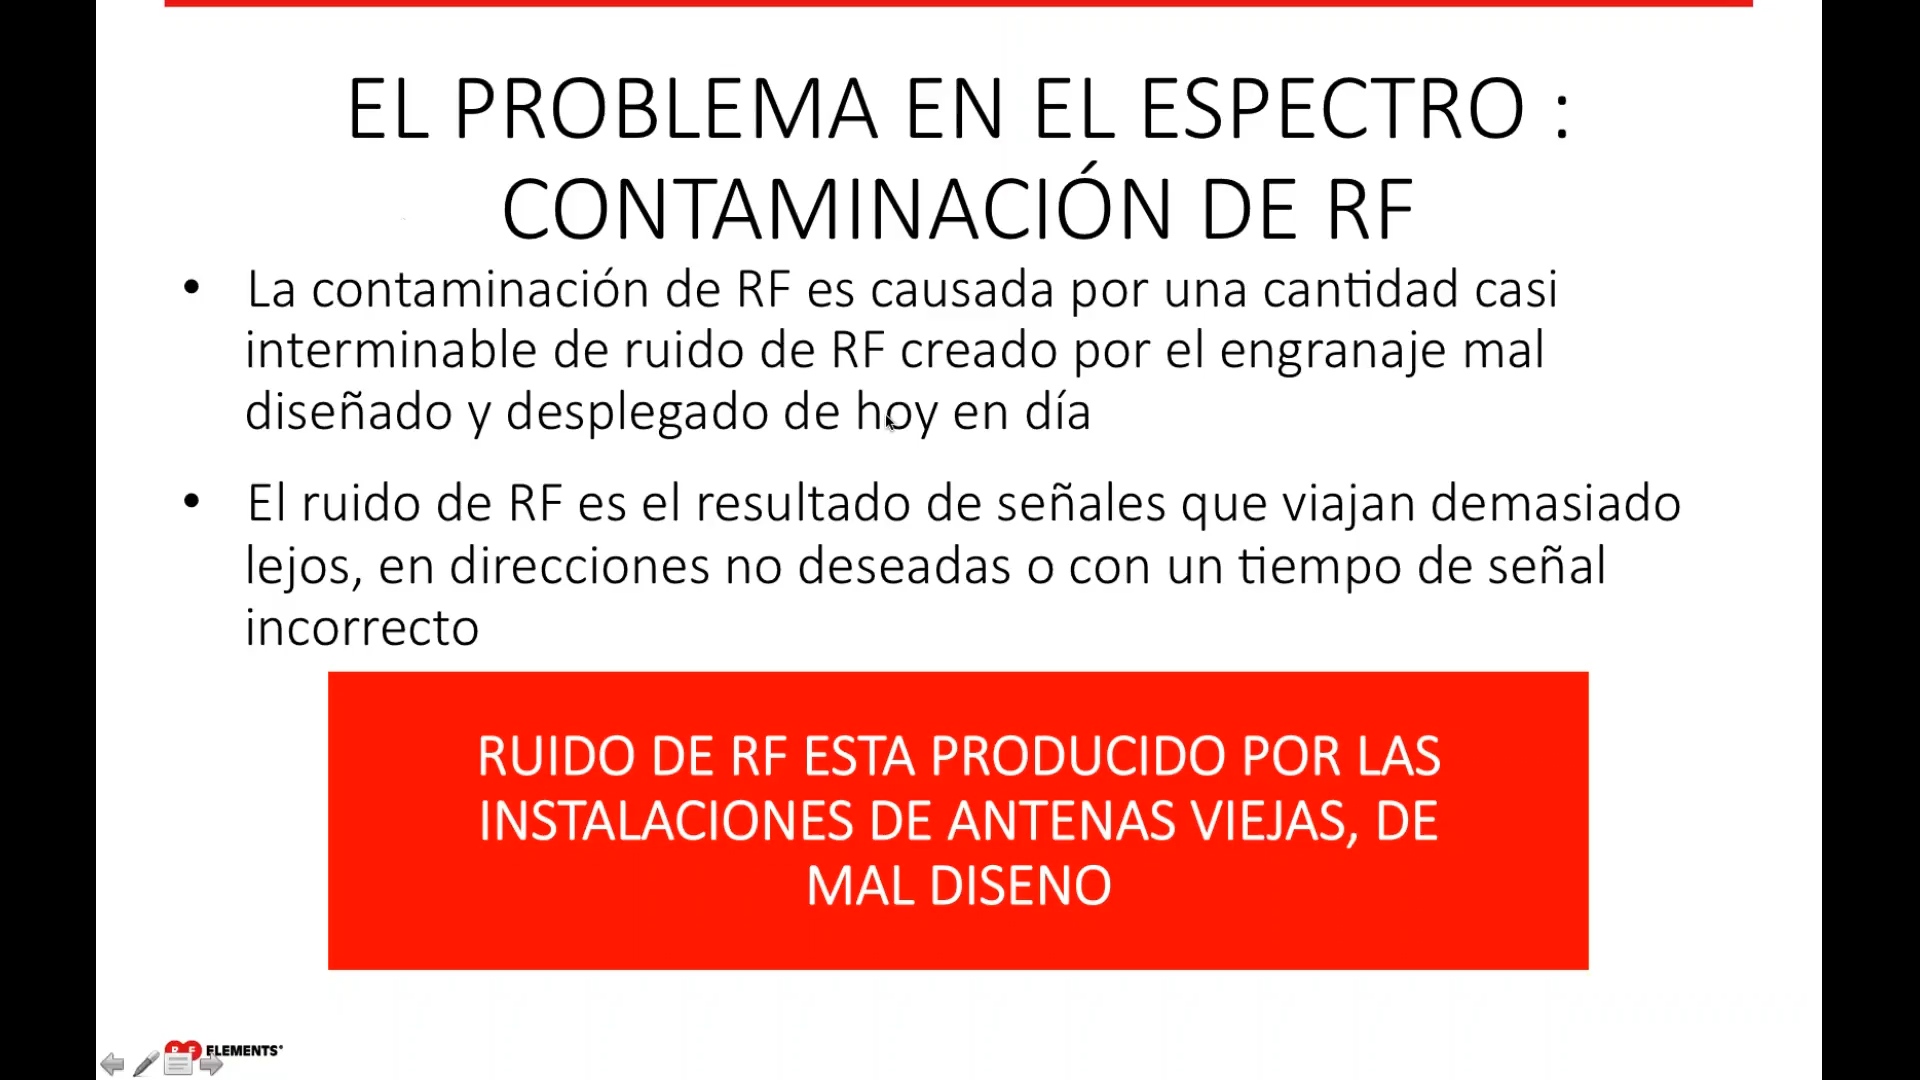 EL PROBLEMA EN EL ESPECTRO :
CONTAMINACIÓN DE RF
• La contaminación de RF es causada por una cantidad casi
interminable de ruido de RF creado por el engranaje mal
diseñado y desplegado de hoy en día
• El ruido de RF es el resultado de señales que viajan demasiado
lejos, en direcciones no deseadas o con un tiempo de señal
incorrecto
RUIDO DE RF ESTA PRODUCIDO POR LAS
INSTALACIONES DE ANTENAS VIEJAS, DE
MAL DISENO
RF ELEMENTS